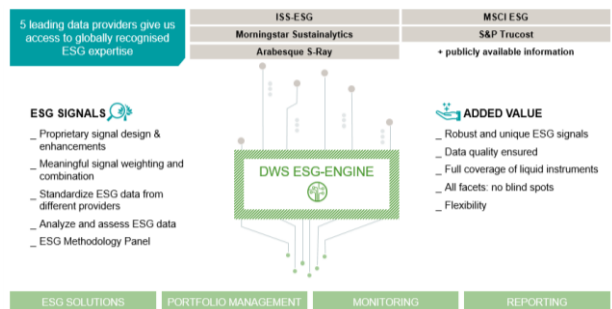 5 leading data providers give us
access to globally recognised
ESG expertise
ISS-ESG
MSCI ESG
Morningstar Sustainalytics
S&P Trucost
Arabesque S-Ray
+ publicly available information
ESG SIGNALS
_ Proprietary signal design &
enhancements
_ Meaningful signal weighting and
combination
_ Standardize ESG data from
different providers
_ Analyze and assess ESG data
_ ESG Methodology Panel
DWS ESG-ENGINE
ADDED VALUE
_ Robust and unique ESG signals
_ Data quality ensured
_ Full coverage of liquid instruments
_ All facets: no blind spots
_ Flexibility
ESG SOLUTIONS
PORTFOLIO MANAGEMENT
MONITORING
REPORTING